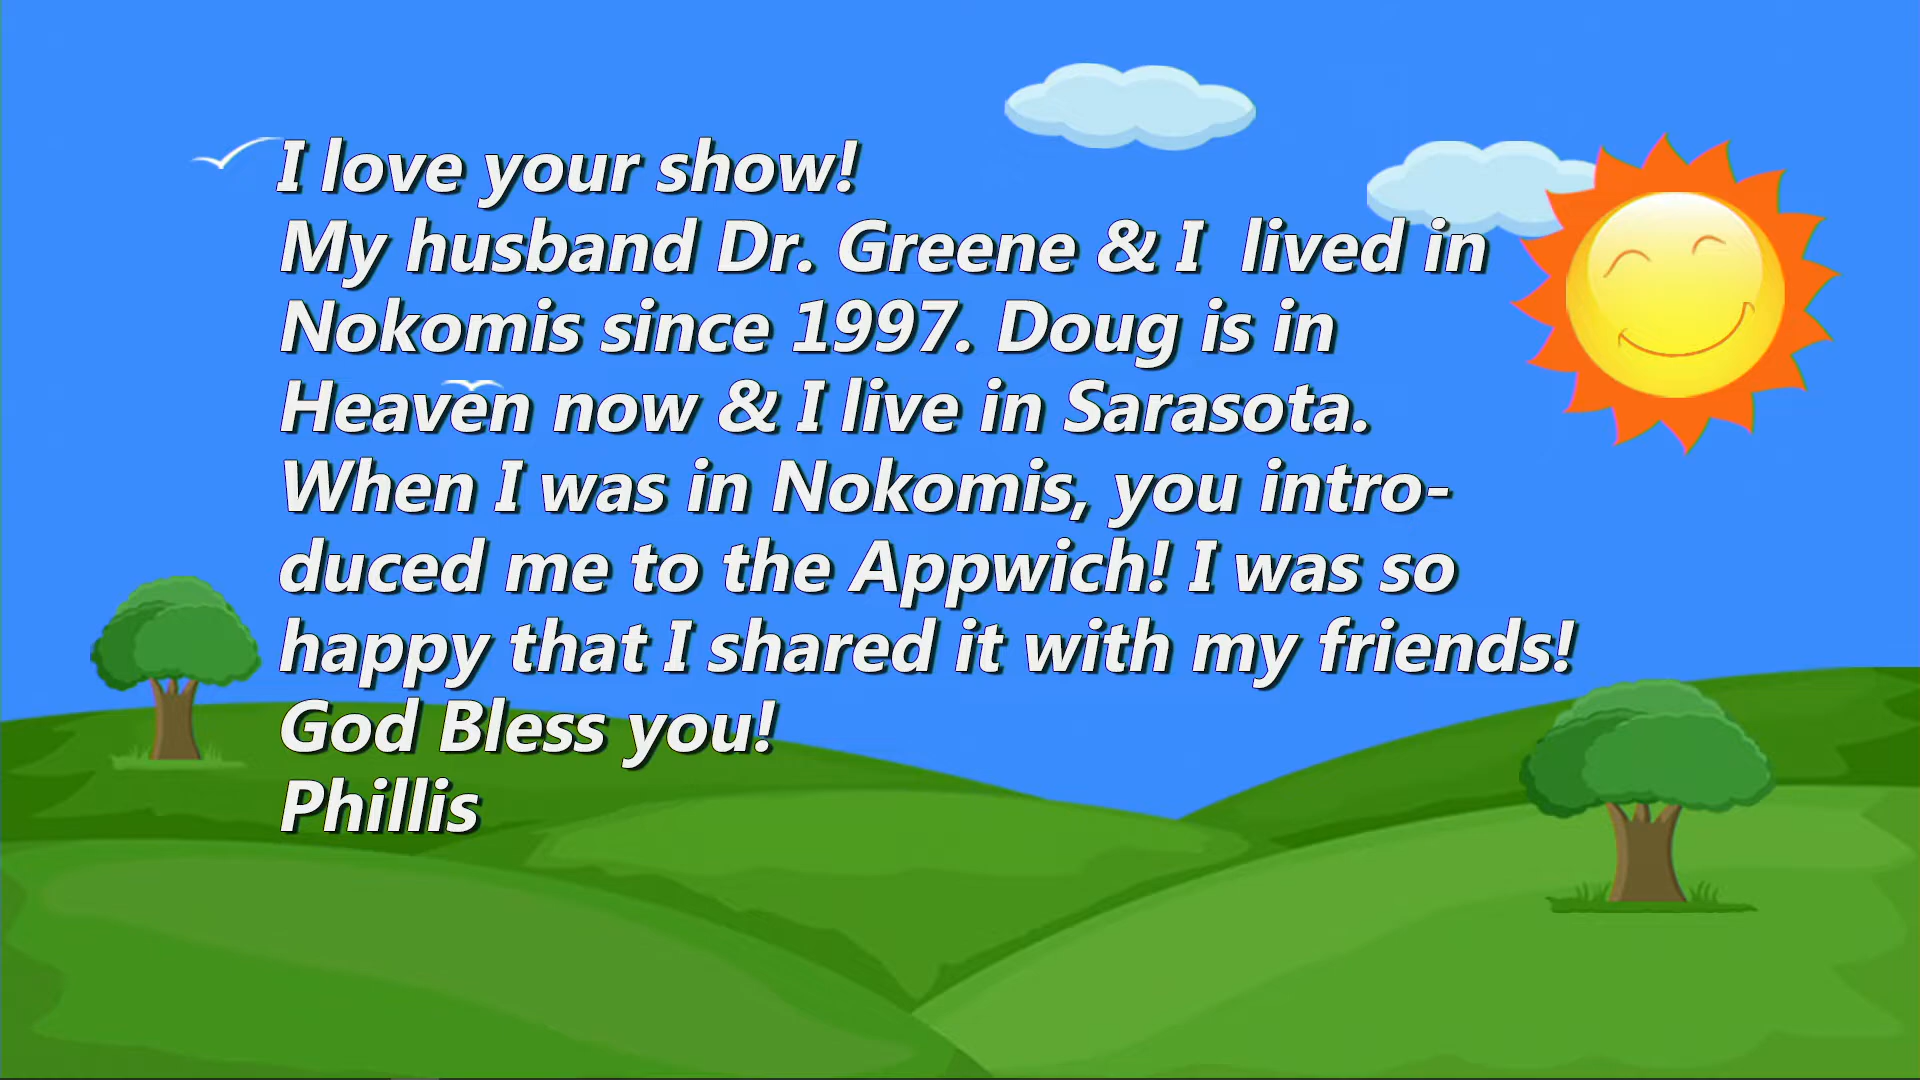 I love your show!
My husband Dr. Greene & I  lived in
Nokomis since 1997. Doug is in
Heaven now & I live in Sarasota.
When I was in Nokomis, you intro-
duced me to the Appwich! I was so
happy that I shared it with my friends!
God Bless you!
Phillis